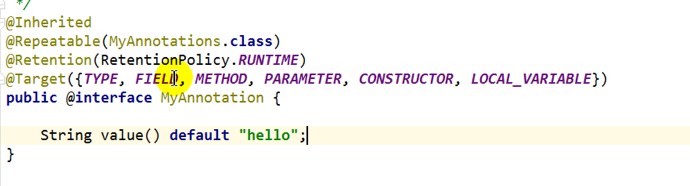 */
@Inherited
@Repeatable(MyAnnotations.class)
@Retention(RetentionPolicy.RUNTIME)
@Target({TYPE, FIELD, METHOD, PARAMETER, CONSTRUCTOR, LOCAL_VARIABLE})
public @interface MyAnnotation {
String value() default "hello";
}